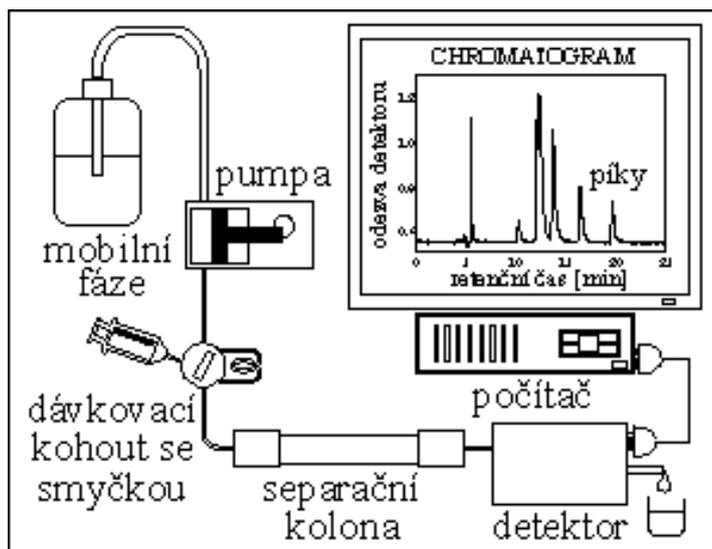 CHROMATOGRAM
odezva detektoru
píky
retenční čas [min]
pumpa
mobilní
fáze
dávkovací
kohout se
smyčkou
separační
kolona
počítač
detektor